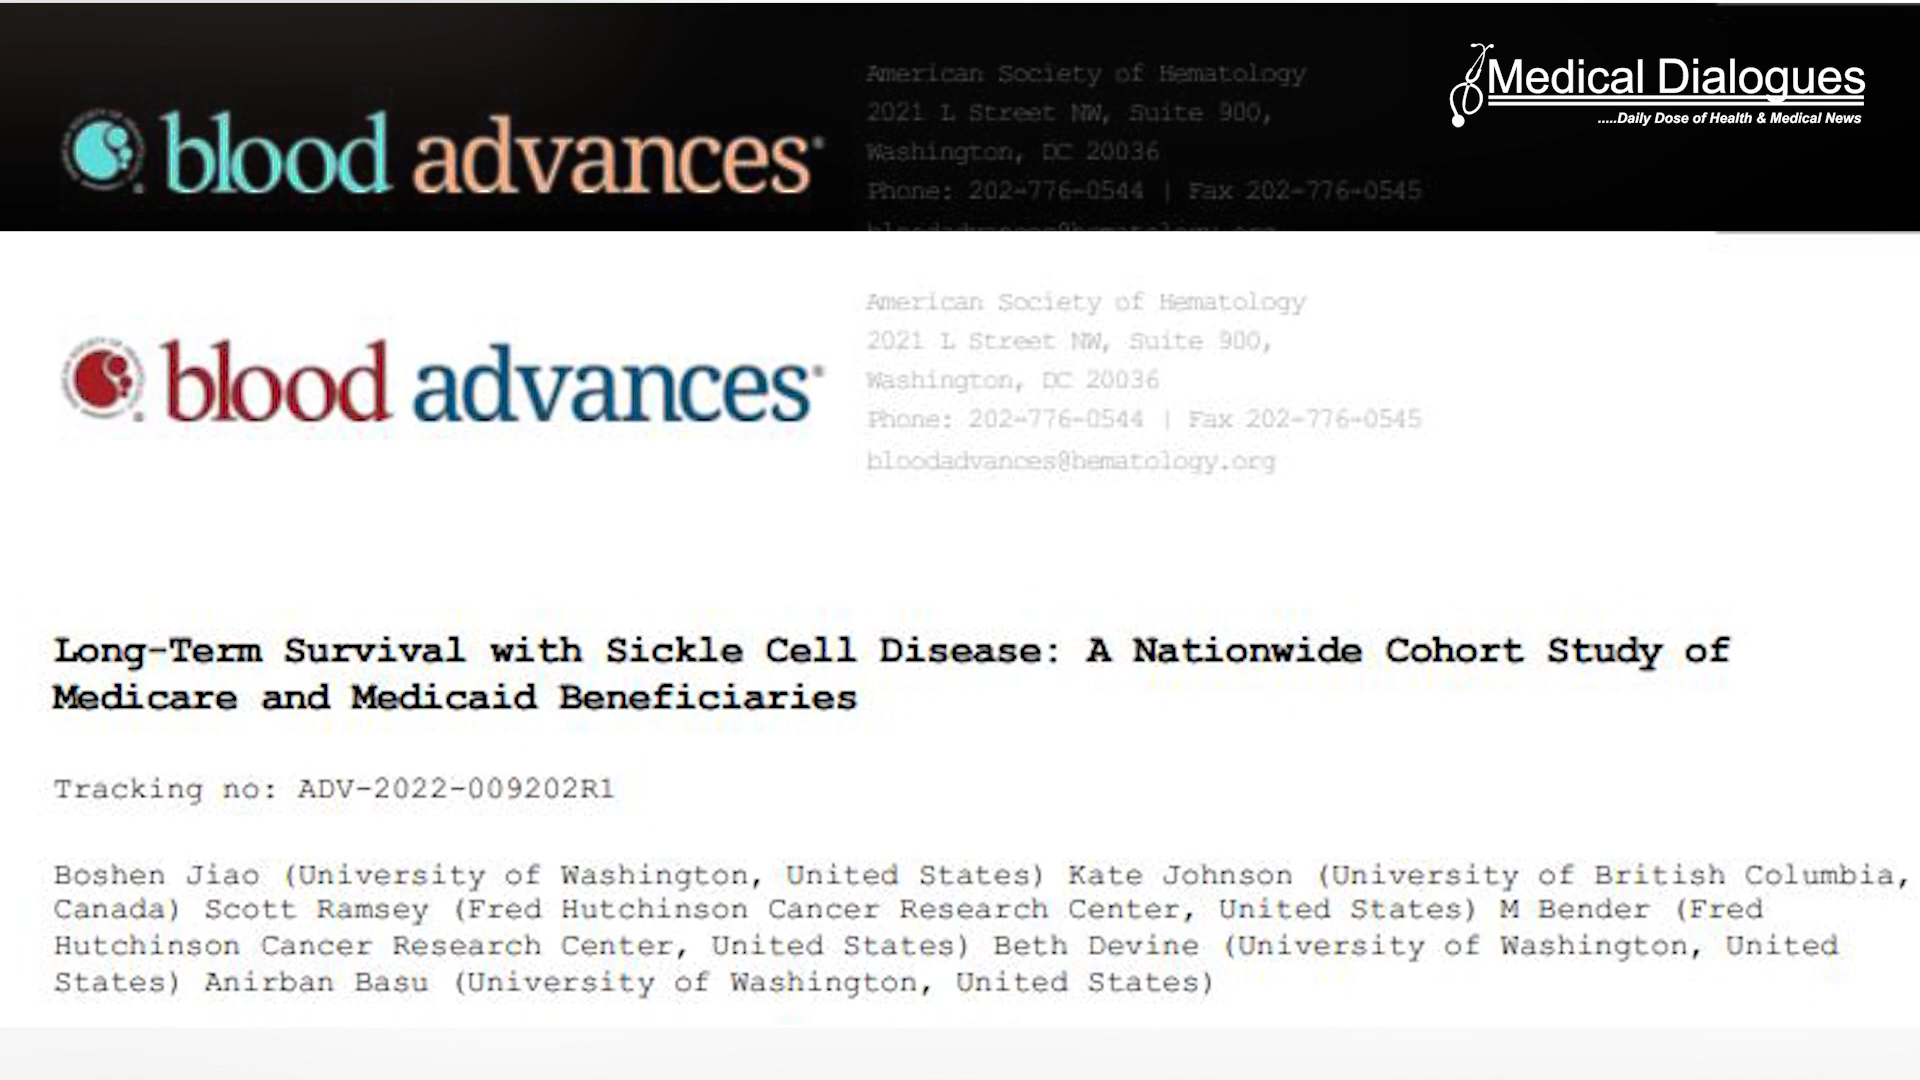 blood advances®
American Society of Hematology
2021 L Street NW, Suite 900,
Washington, DC 20036
Phone: 202-776-0544 | Fax 202-776-0545
bloodadvances@hematology.org
Medical Dialogues
.....Daily Dose of Health & Medical News
blood advances®
American Society of Hematology
2021 L Street NW, Suite 900,
Washington, DC 20036
Phone: 202-776-0544 | Fax 202-776-0545
bloodadvances@hematology.org
Long-Term Survival with Sickle Cell Disease: A Nationwide Cohort Study of
Medicare and Medicaid Beneficiaries
Tracking no: ADV-2022-009202R1
Boshen Jiao (University of Washington, United States) Kate Johnson (University of British Columbia,
Canada) Scott Ramsey (Fred Hutchinson Cancer Research Center, United States) M Bender (Fred
Hutchinson Cancer Research Center, United States) Beth Devine (University of Washington, United
States) Anirban Basu (University of Washington, United States)